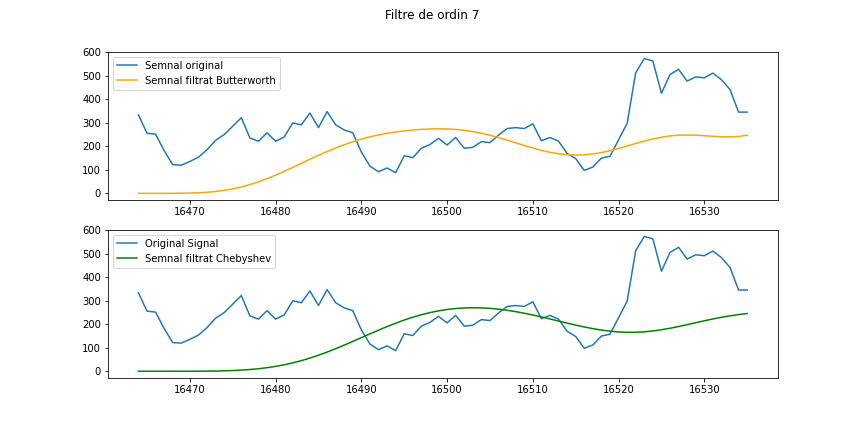 Filtre de ordin 7
600
500
400
300
200
100
0
Semnal original
Semnal filtrat Butterworth
16470 16480 16490 16500 16510 16520 16530
600
500
400
300
200
100
0
Original Signal
Semnal filtrat Chebyshev
16470 16480 16490 16500 16510 16520 16530